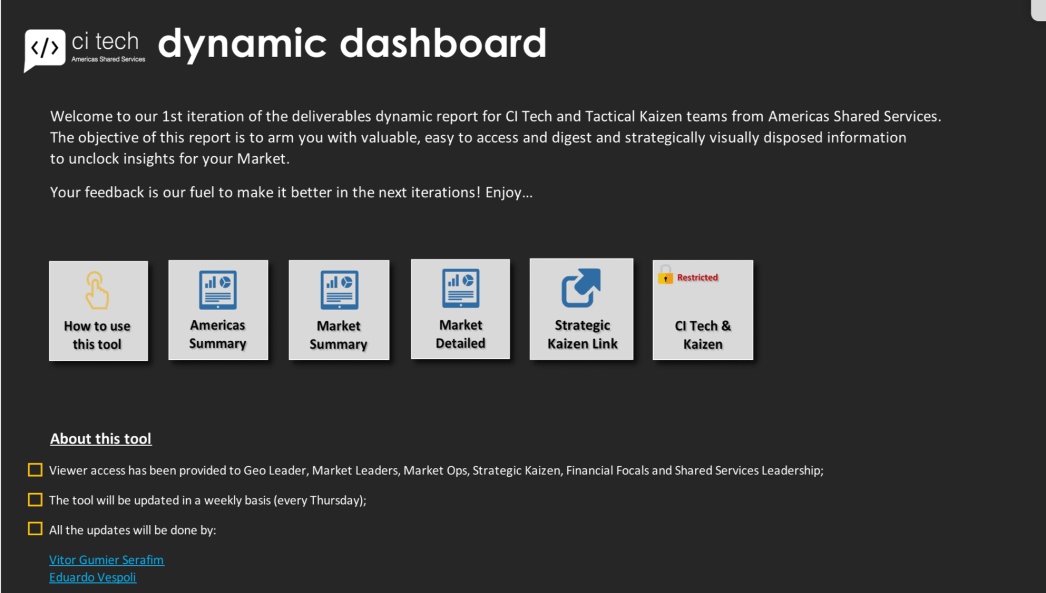 </> ci tech dynamic dashboard
Americas Shared Services
Welcome to our 1st iteration of the deliverables dynamic report for CI Tech and Tactical Kaizen teams from Americas Shared Services.
The objective of this report is to arm you with valuable, easy to access and digest and strategically visually disposed information
to unclock insights for your Market.
Your feedback is our fuel to make it better in the next iterations! Enjoy...
How to use
this tool
Americas
Summary
Market
Summary
Market
Detailed
Strategic
Kaizen Link
Restricted
CI Tech &
Kaizen
About this tool
Viewer access has been provided to Geo Leader, Market Leaders, Market Ops, Strategic Kaizen, Financial Focals and Shared Services Leadership;
The tool will be updated in a weekly basis (every Thursday);
All the updates will be done by:
Vitor Gumier Serafim
Eduardo Vespoli